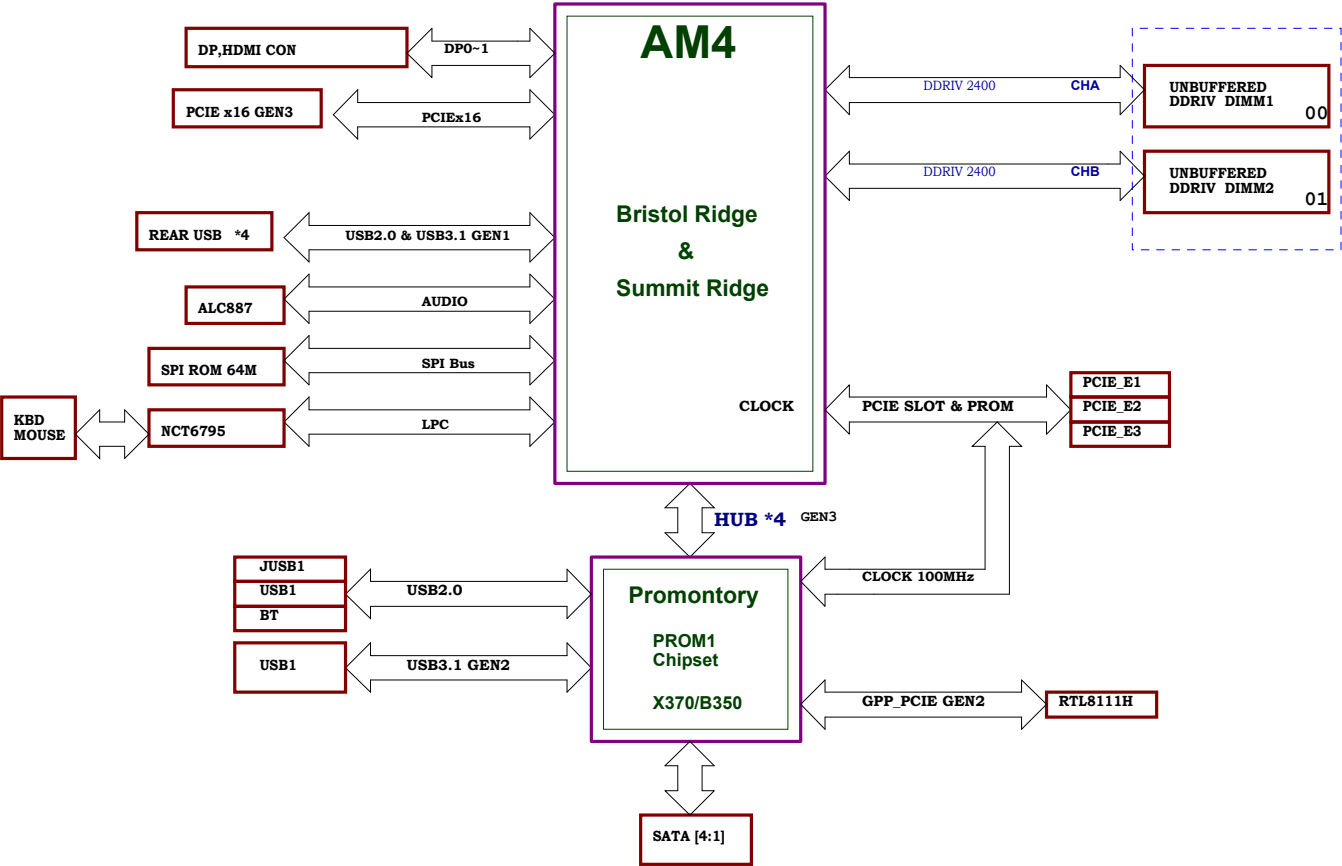 AM4
DP,HDMI CON
DP0~1
DDRIV 2400
CHA
UNBUFFERED
DDRIV DIMM1
00
PCIE x16 GEN3
PCIEx16
DDRIV 2400
CHB
UNBUFFERED
DDRIV DIMM2
01
Bristol Ridge
&
Summit Ridge
REAR USB *4
USB2.0 & USB3.1 GEN1
ALC887
AUDIO
SPI ROM 64M
SPI Bus
KBD
MOUSE
NCT6795
LPC
CLOCK
PCIE SLOT & PROM
PCIE_E1
PCIE_E2
PCIE_E3
HUB *4 GEN3
JUSB1
USB1
BT
USB2.0
CLOCK 100MHz
Promontory
PROM1
Chipset
X370/B350
USB1
USB3.1 GEN2
GPP_PCIE GEN2
RTL8111H
SATA [4:1]